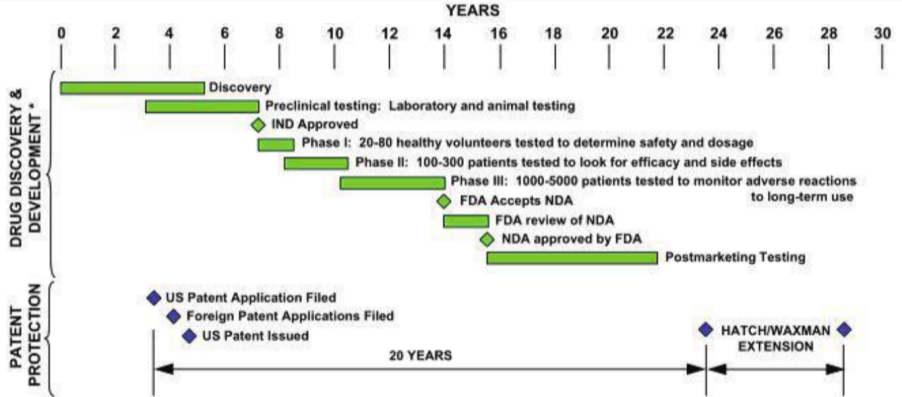 YEARS
0 2 4 6 8 10 12 14 16 18 20 22 24 26 28 30
DRUG DISCOVERY &
DEVELOPMENT *
Discovery
Preclinical testing: Laboratory and animal testing
IND Approved
Phase I: 20-80 healthy volunteers tested to determine safety and dosage
Phase II: 100-300 patients tested to look for efficacy and side effects
Phase III: 1000-5000 patients tested to monitor adverse reactions
to long-term use
FDA Accepts NDA
FDA review of NDA
NDA approved by FDA
Postmarketing Testing
PATENT
PROTECTION
US Patent Application Filed
Foreign Patent Applications Filed
US Patent Issued
20 YEARS
HATCH/WAXMAN
EXTENSION